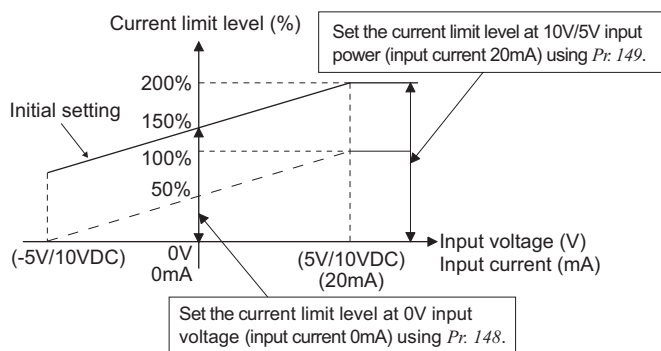 Current limit level (%)
Set the current limit level at 10V/5V input
power (input current 20mA) using Pr. 149.
200%
Initial setting
150%
100%
50%
(-5V/10VDC)
0V
0mA
(5V/10VDC)
(20mA)
Input voltage (V)
Input current (mA)
Set the current limit level at 0V input
voltage (input current 0mA) using Pr. 148.